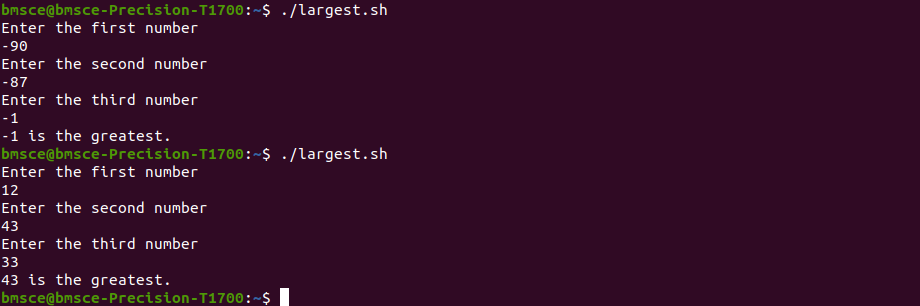 bmsce@bmsce-Precision-T1700:~$ ./largest.sh
Enter the first number
-90
Enter the second number
-87
Enter the third number
-1
-1 is the greatest.
bmsce@bmsce-Precision-T1700:~$ ./largest.sh
Enter the first number
12
Enter the second number
43
Enter the third number
33
43 is the greatest.
bmsce@bmsce-Precision-T1700:~$